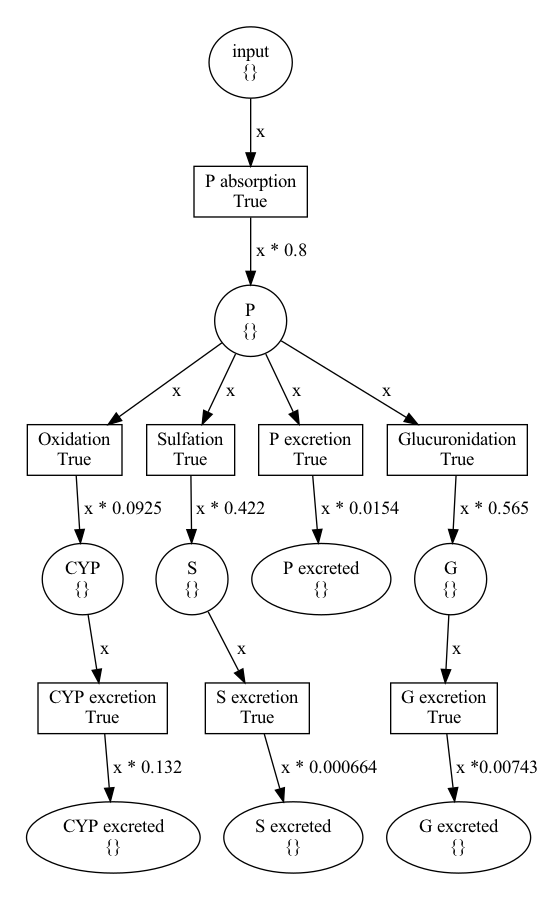 input
{}
x
P absorption
True
x * 0.8
P
{}
x
x
x
x
Oxidation
True
Sulfation
True
P excretion
True
Glucuronidation
True
x * 0.0925
x * 0.422
x * 0.0154
x * 0.565
CYP
{}
S
{}
P excreted
{}
G
{}
x
x
x
CYP excretion
True
S excretion
True
G excretion
True
x * 0.132
x * 0.000664
x *0.00743
CYP excreted
{}
S excreted
{}
G excreted
{}